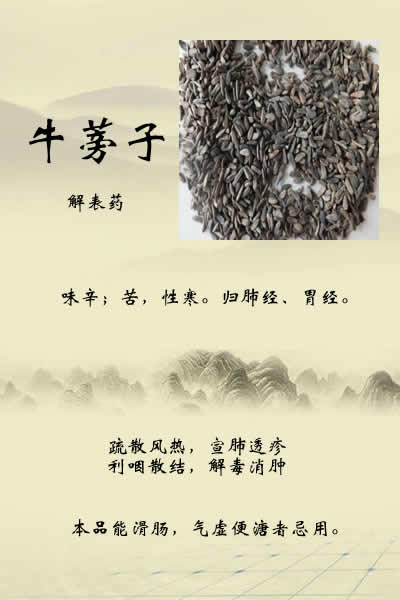 牛蒡子
解表药
味辛；苦，性寒。归肺经、胃经。
疏散风热，宣肺透疹
利咽散结，解毒消肿
本品能滑肠，气虚便溏者忌用。